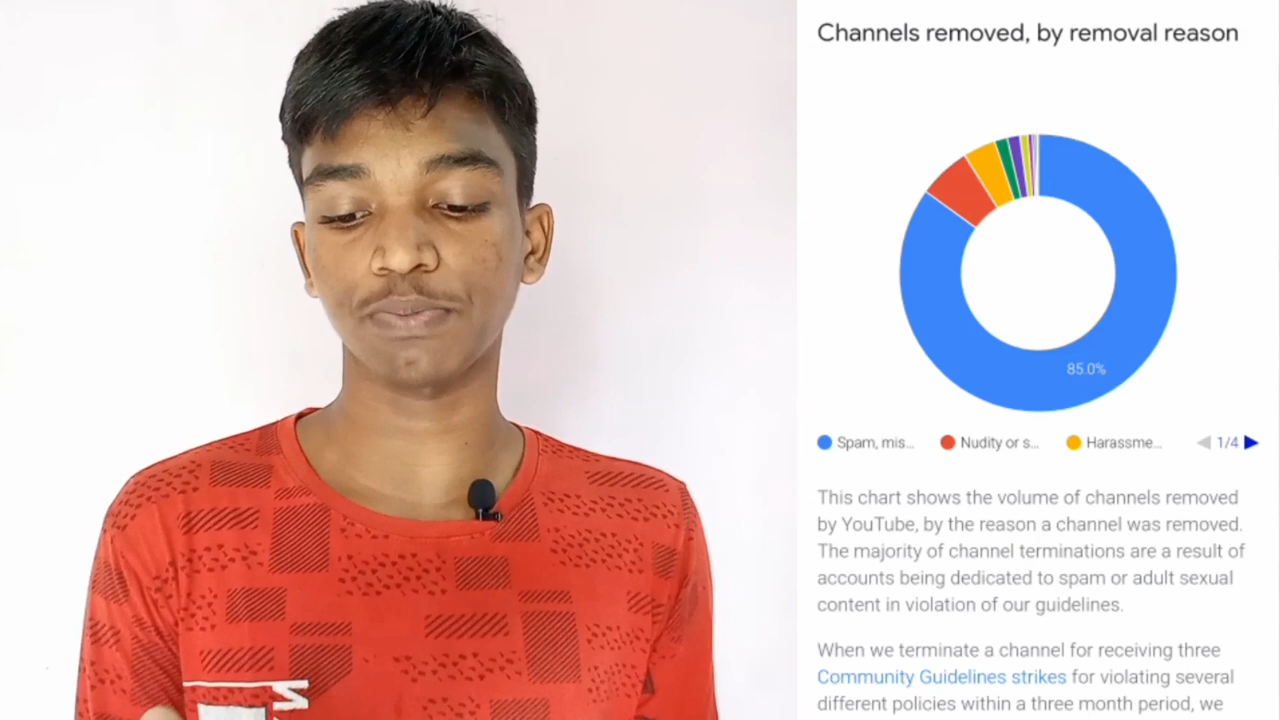 Channels removed, by removal reason
85.0%
Spam, mis... Nudity or s... Harassme... 1/4
This chart shows the volume of channels removed
by YouTube, by the reason a channel was removed.
The majority of channel terminations are a result of
accounts being dedicated to spam or adult sexual
content in violation of our guidelines.
When we terminate a channel for receiving three
Community Guidelines strikes for violating several
different policies within a three month period, we